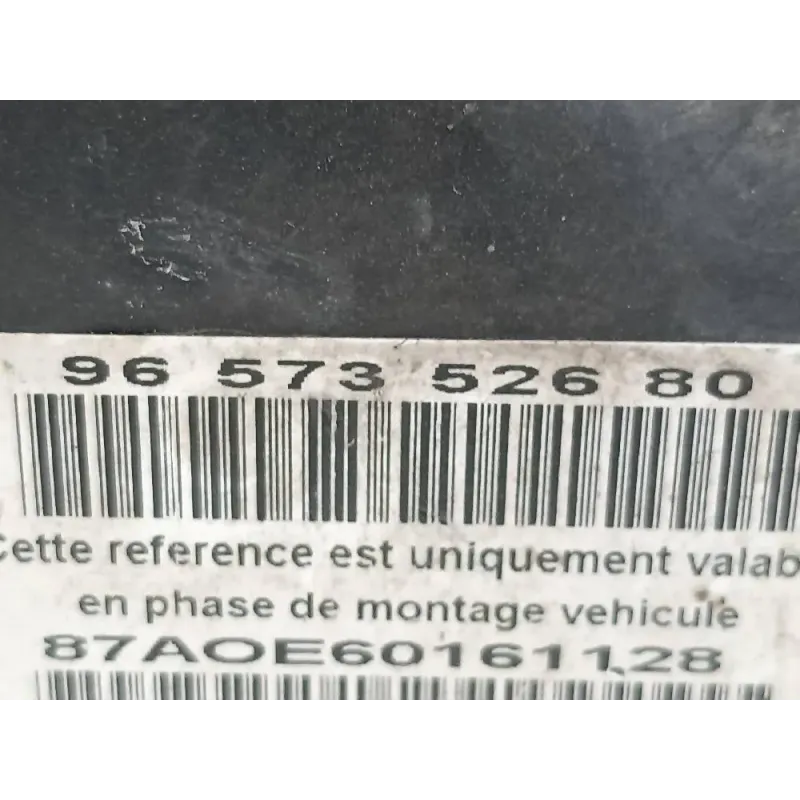 96 573 526 80
Cette reference est uniquement valab
en phase de montage vehicule
87AOE60161128